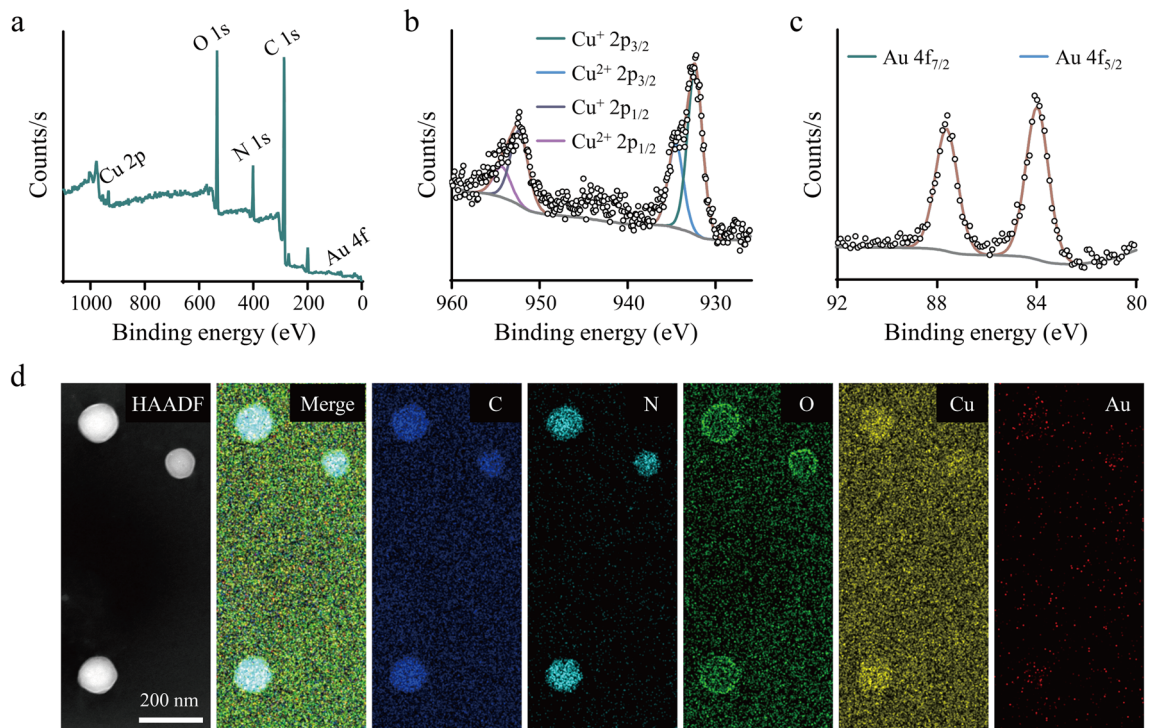 a
O 1s
C 1s
N 1s
Cu 2p
Au 4f
Counts/s
1000 800 600 400 200 0
Binding energy (eV)
b
Cu⁺ 2p₃/₂
Cu²⁺ 2p₃/₂
Cu⁺ 2p₁/₂
Cu²⁺ 2p₁/₂
Counts/s
960 950 940 930
Binding energy (eV)
c
Au 4f₇/₂ Au 4f₅/₂
Counts/s
92 88 84 80
Binding energy (eV)
d
HAADF Merge C N O Cu Au
200 nm